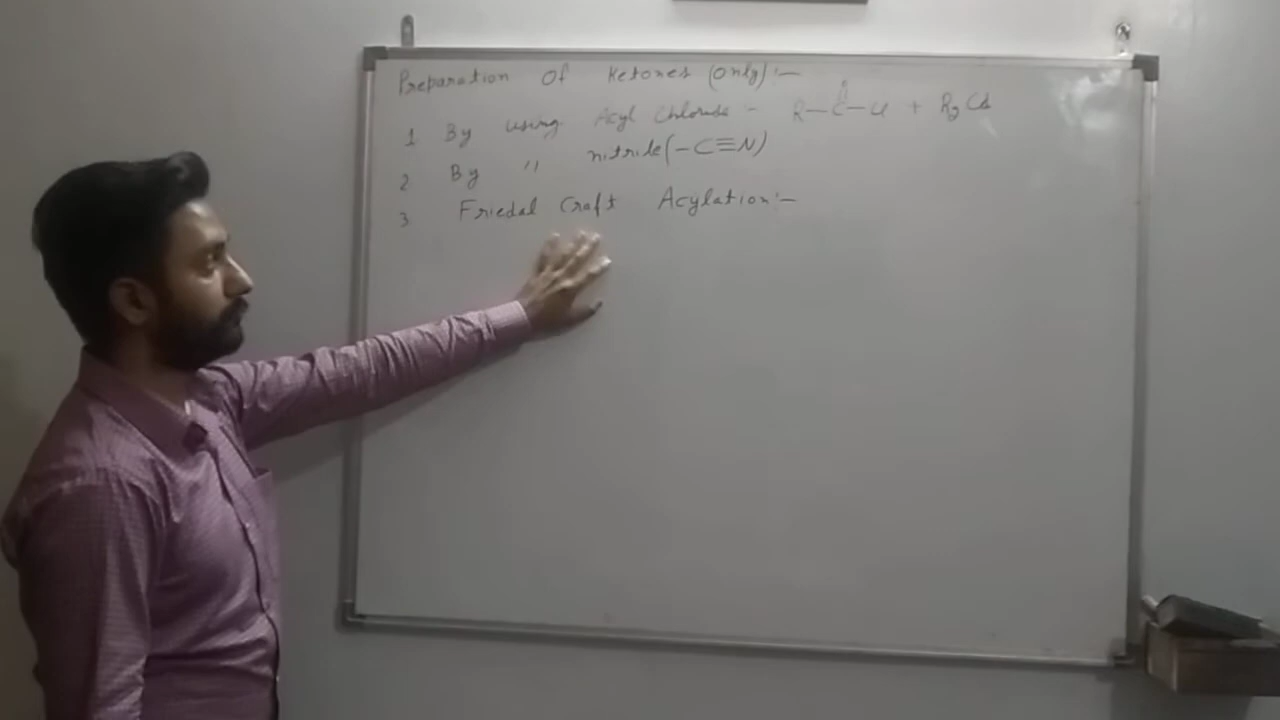 Preparation Of Ketones (only):-
1 By using Acyl Chloride - R-C-Cl + R2Cd
O
2 By " nitrile(-C≡N)
3 Friedal Craft Acylation:-